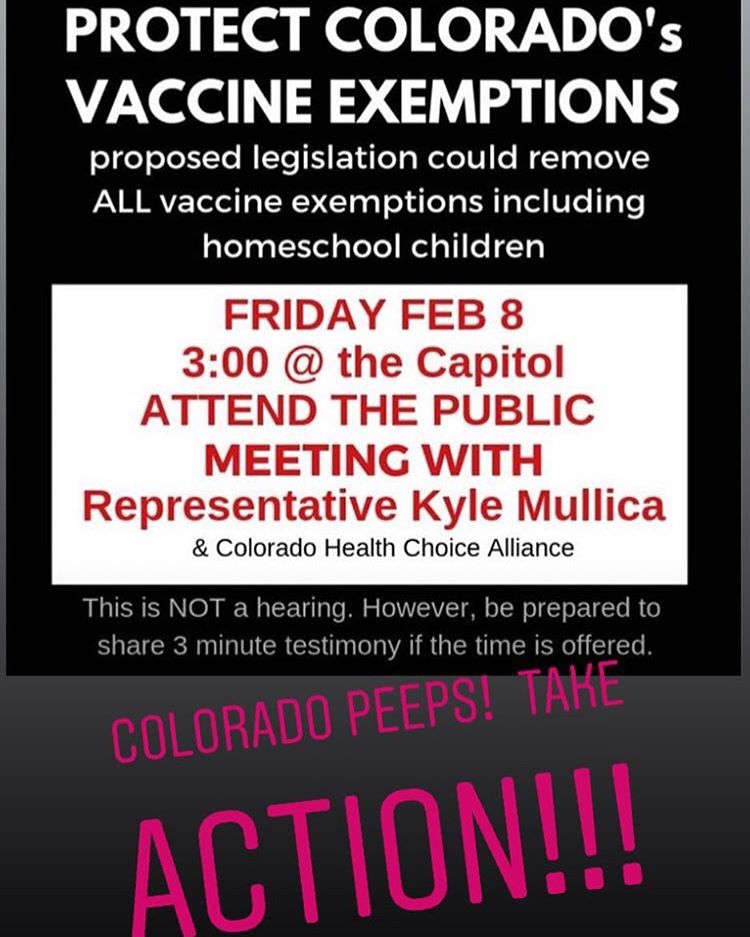 PROTECT COLORADO's
VACCINE EXEMPTIONS
proposed legislation could remove
ALL vaccine exemptions including
homeschool children
FRIDAY FEB 8
3:00 @ the Capitol
ATTEND THE PUBLIC
MEETING WITH
Representative Kyle Mullica
& Colorado Health Choice Alliance
This is NOT a hearing. However, be prepared to
share 3 minute testimony if the time is offered.
COLORADO PEEPS! TAKE
ACTION!!!